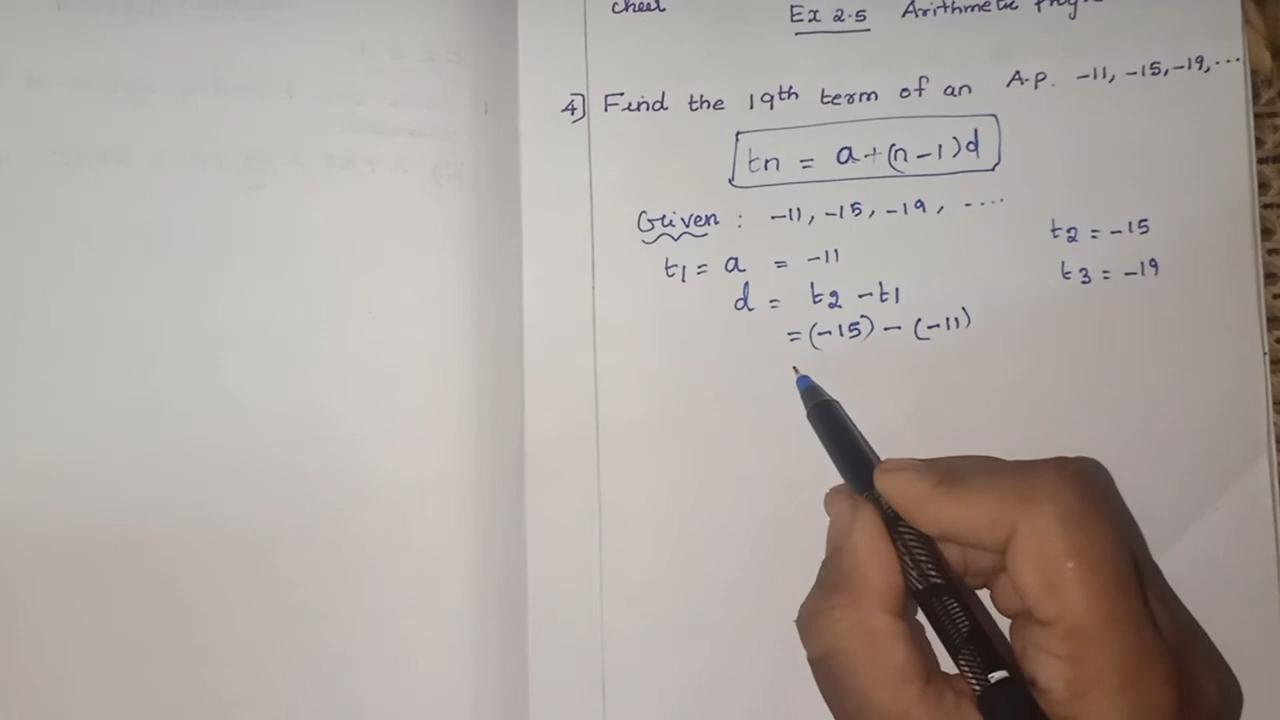 Ex 2.5 Arithmetic
4] Find the 19th term of an A.p. -11, -15, -19, ...
tn = a+(n-1)d
Given : -11, -15, -19, ....
t1 = a = -11
t2 = -15
d = t2 - t1
t3 = -19
= (-15) - (-11)